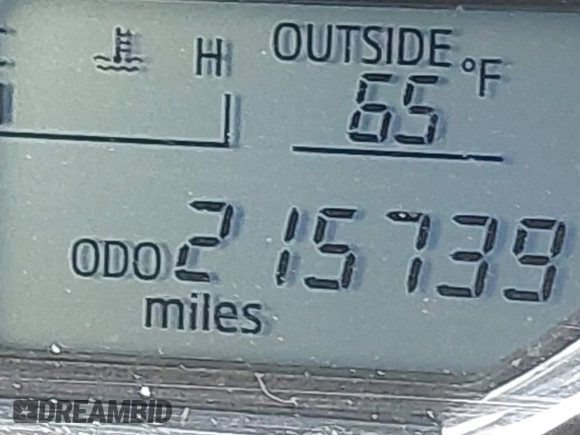 H OUTSIDE
65 °F
ODO 215739
miles
DREAMBID